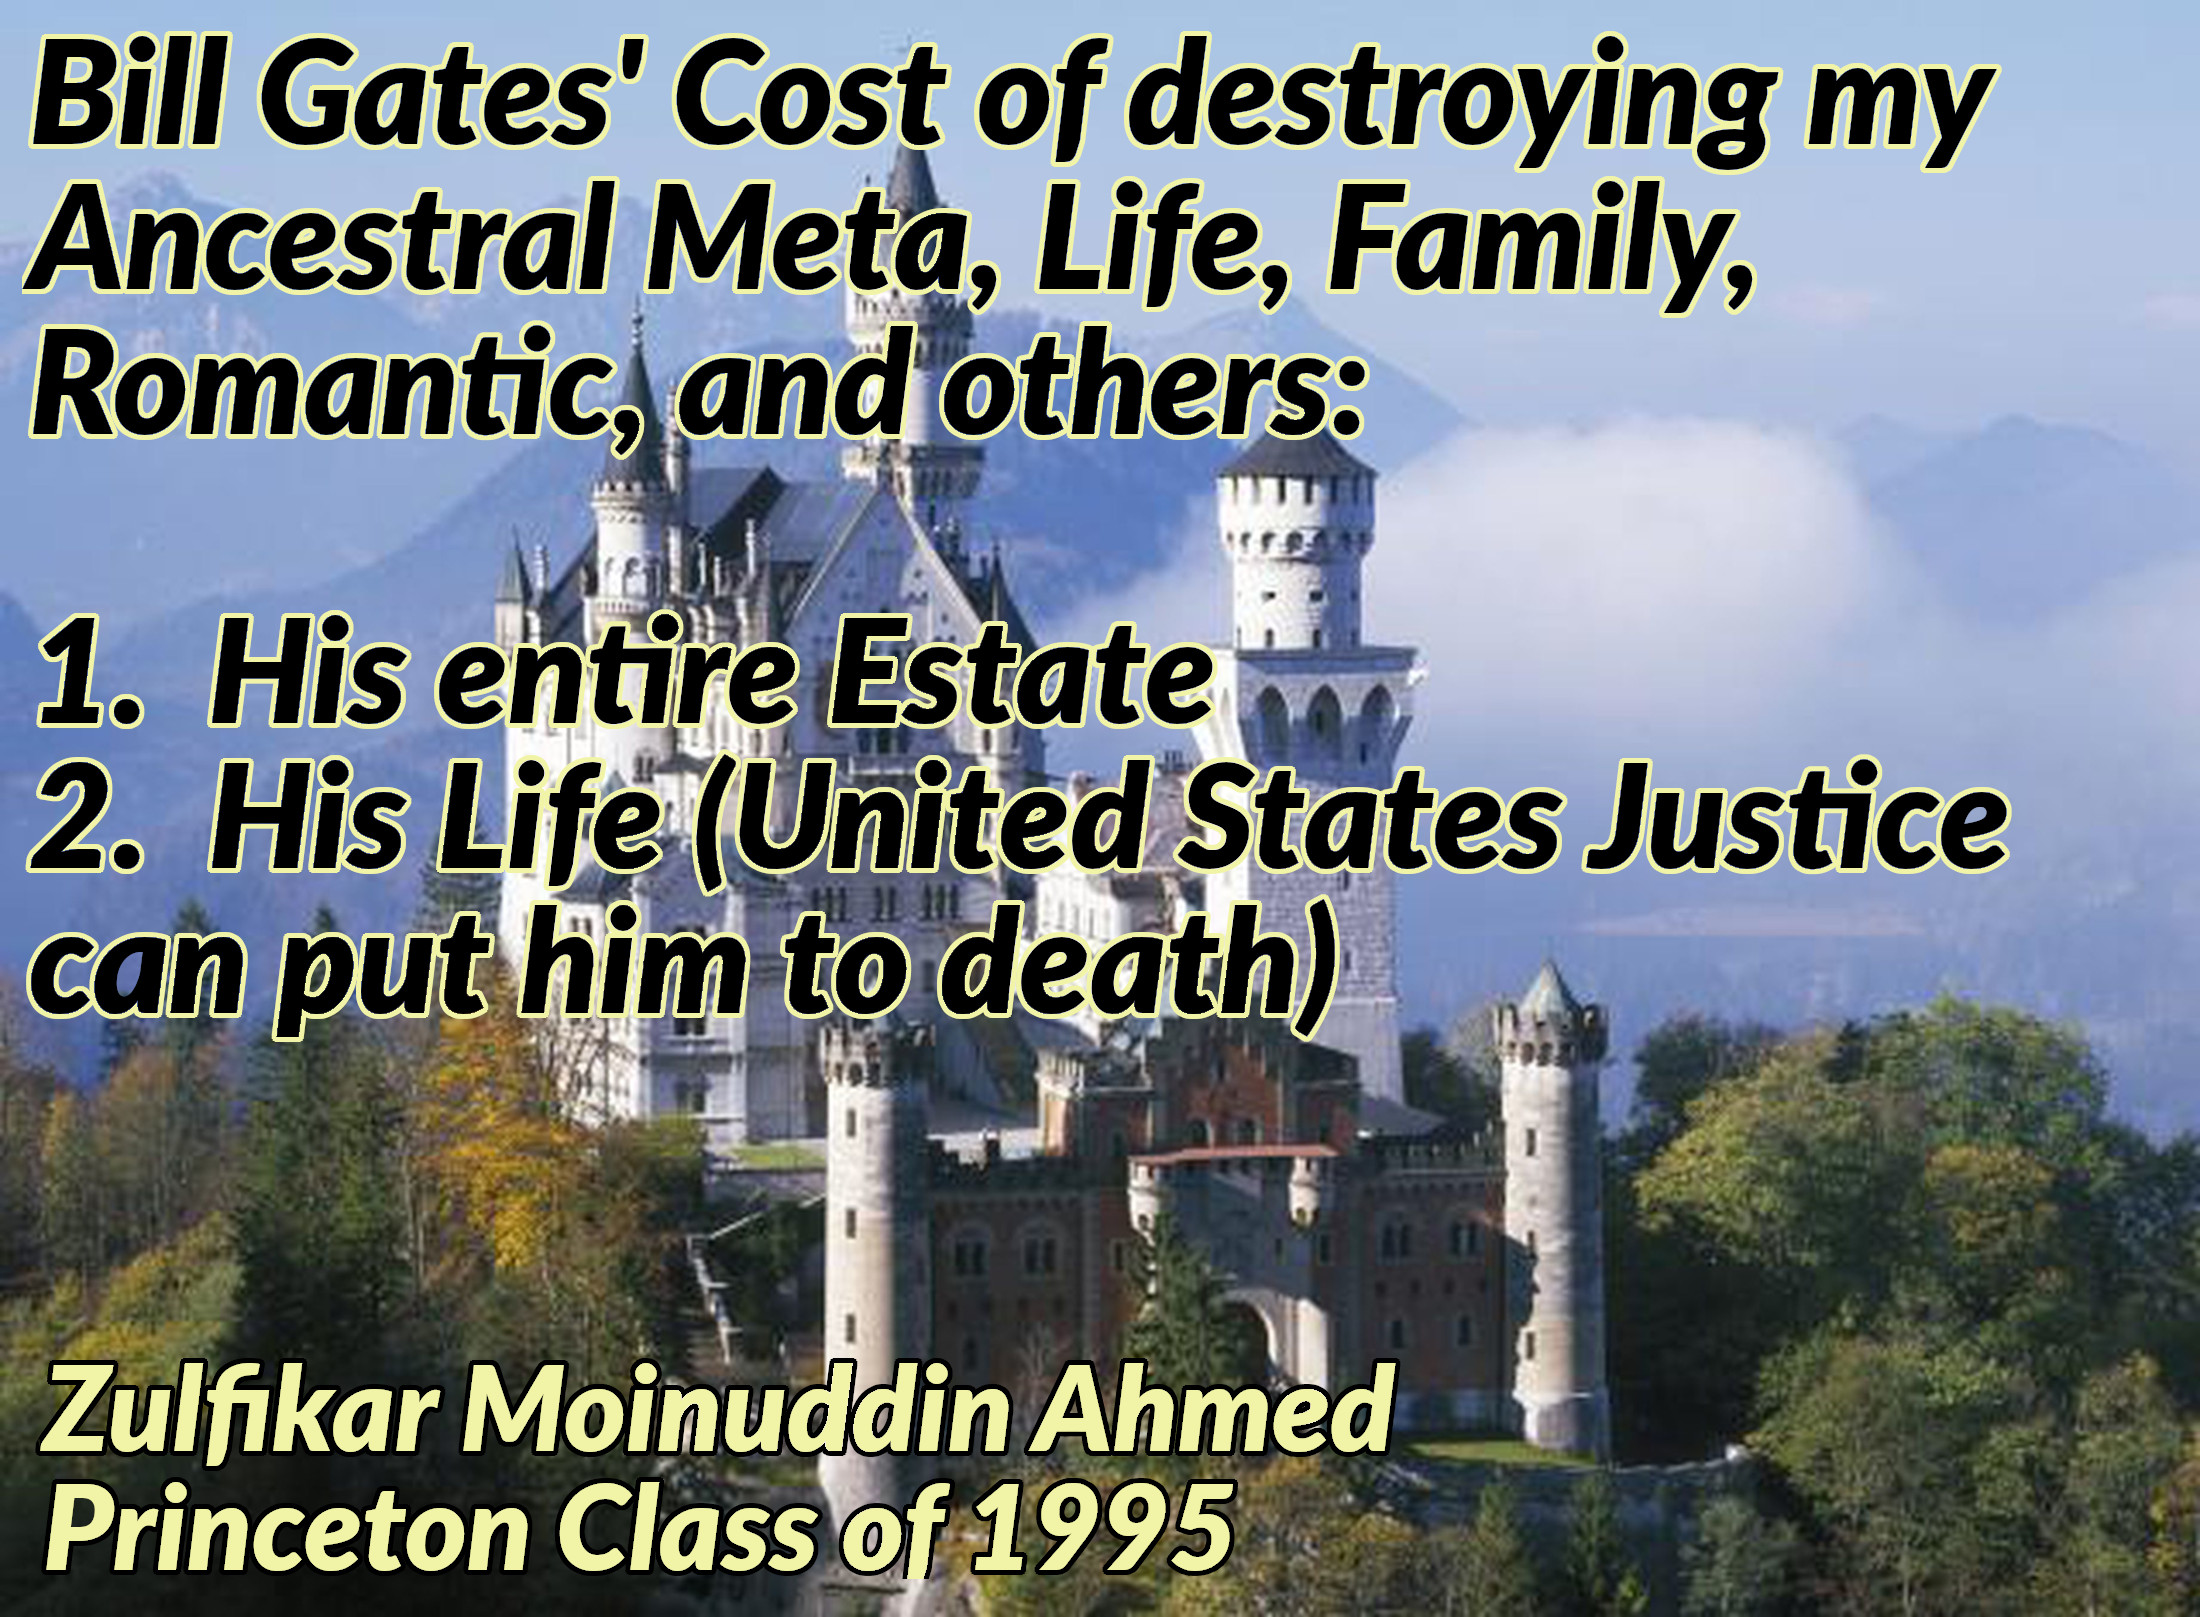 Bill Gates' Cost of destroying my
Ancestral Meta, Life, Family,
Romantic, and others:
1. His entire Estate
2. His Life (United States Justice
can put him to death)
Zulfikar Moinuddin Ahmed
Princeton Class of 1995